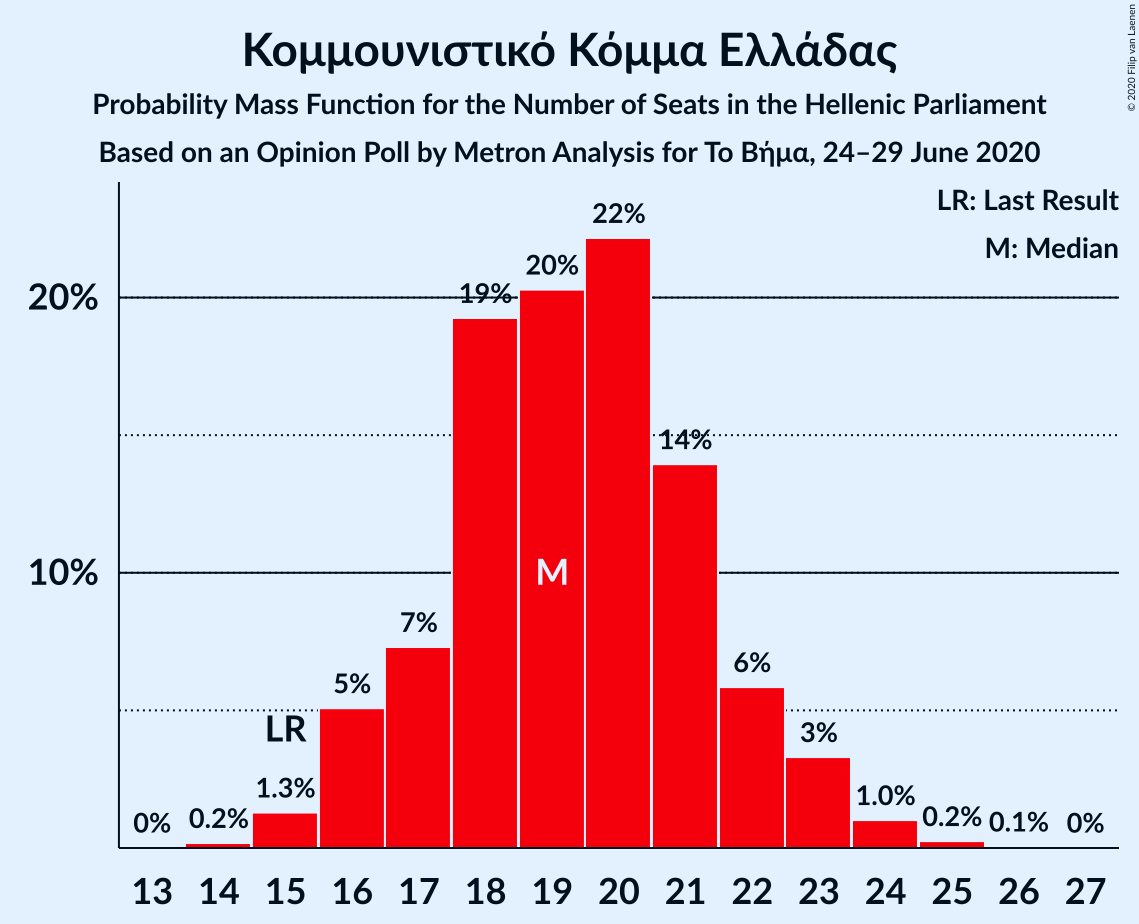 Κομμουνιστικό Κόμμα Ελλάδας
Probability Mass Function for the Number of Seats in the Hellenic Parliament
Based on an Opinion Poll by Metron Analysis for Το Βήμα, 24–29 June 2020
© 2020 Filip van Laenen
LR: Last Result
M: Median
22%
20%
19%
20%
14%
M
10%
7%
6%
5%
LR
3%
1.3%
1.0%
0%
0.2%
0.2%
0.1%
0%
13 14 15 16 17 18 19 20 21 22 23 24 25 26 27